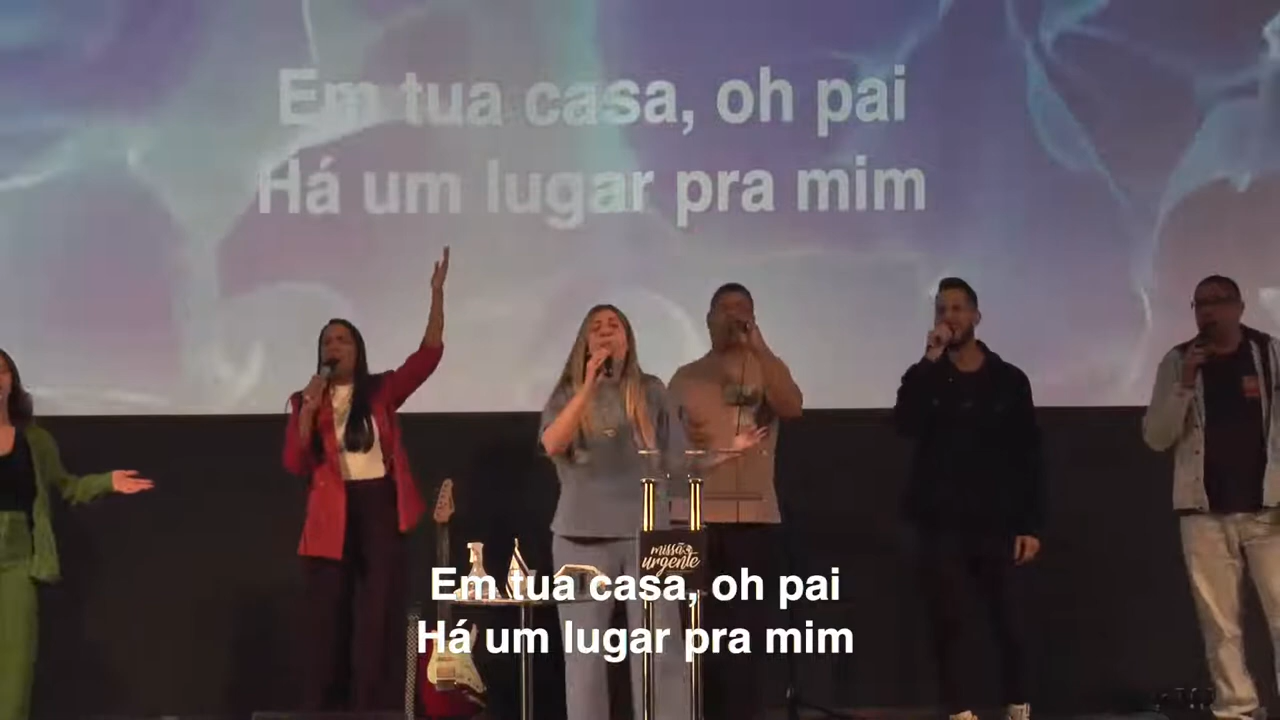 Em tua casa, oh pai
Há um lugar pra mim
missão
urgente
Em tua casa, oh pai
Há um lugar pra mim